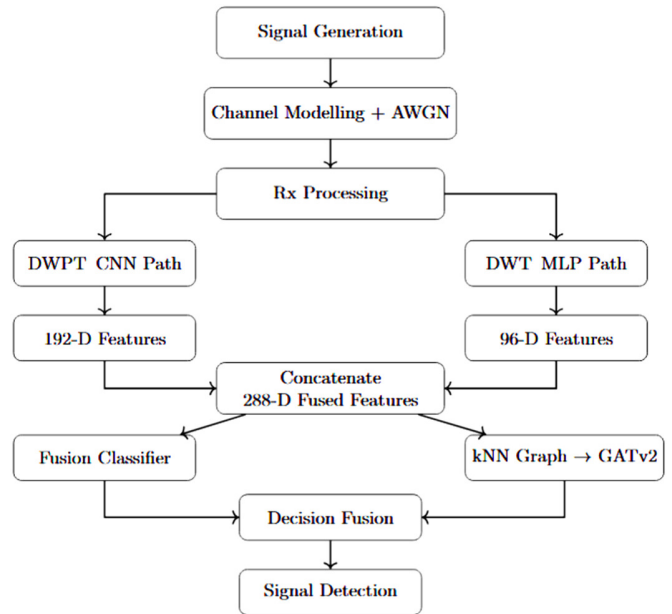 Signal Generation
Channel Modelling + AWGN
Rx Processing
DWPT CNN Path
DWT MLP Path
192-D Features
96-D Features
Concatenate
288-D Fused Features
Fusion Classifier
kNN Graph → GATv2
Decision Fusion
Signal Detection